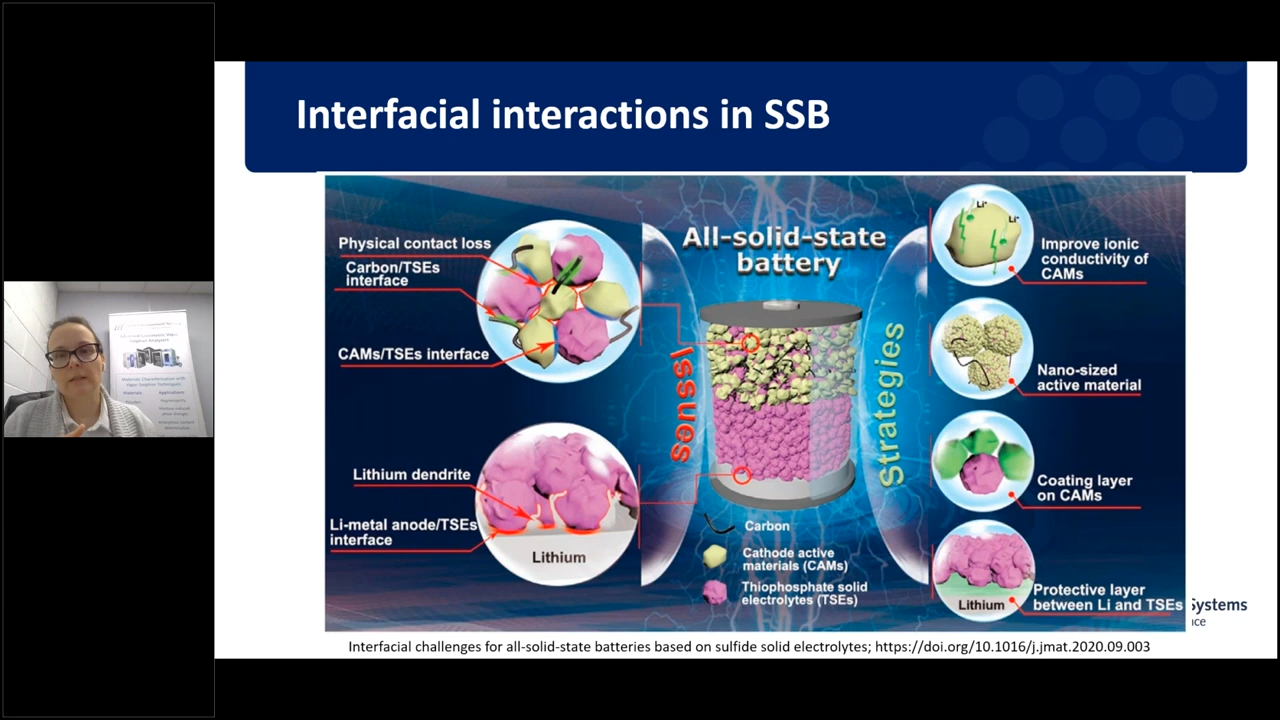 Interfacial interactions in SSB
All-solid-state
battery
Physical contact loss
Carbon/TSEs
interface
CAMs/TSEs interface
Lithium dendrite
Li-metal anode/TSEs
interface
Lithium
Issues
Strategies
Carbon
Cathode active
materials (CAMs)
Thiophosphate solid
electrolytes (TSEs)
Li+
Li+
Improve ionic
conductivity of
CAMs
Nano-sized
active material
Coating layer
on CAMs
Lithium
Protective layer
between Li and TSEs
Systems
nce
Interfacial challenges for all-solid-state batteries based on sulfide solid electrolytes; https://doi.org/10.1016/j.jmat.2020.09.003